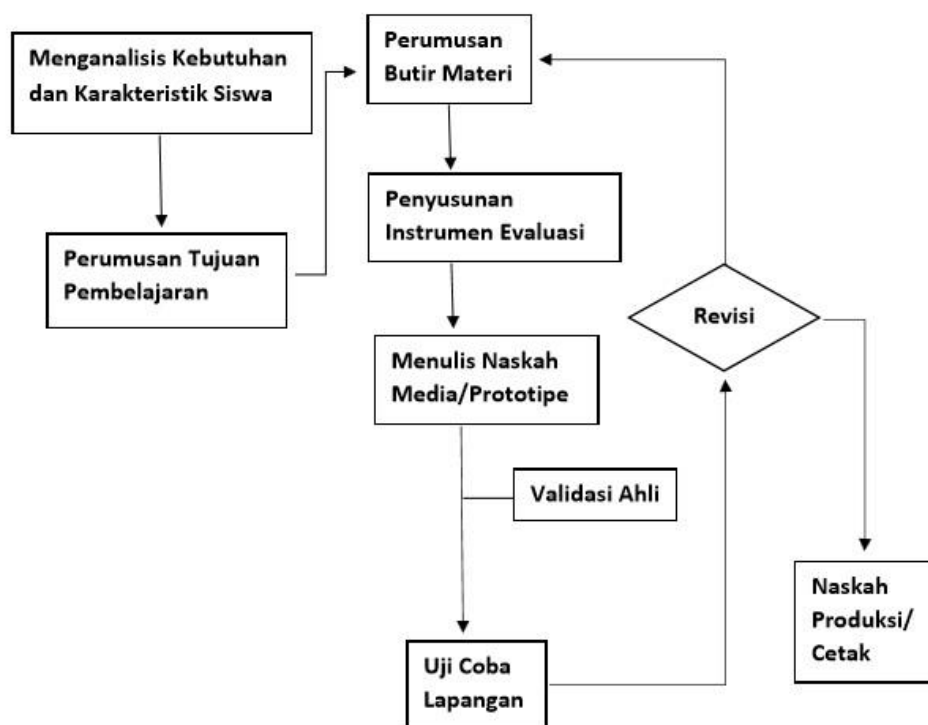 Menganalisis Kebutuhan
dan Karakteristik Siswa
Perumusan Tujuan
Pembelajaran
Perumusan
Butir Materi
Penyusunan
Instrumen Evaluasi
Menulis Naskah
Media/Prototipe
Validasi Ahli
Uji Coba
Lapangan
Revisi
Naskah
Produksi/
Cetak